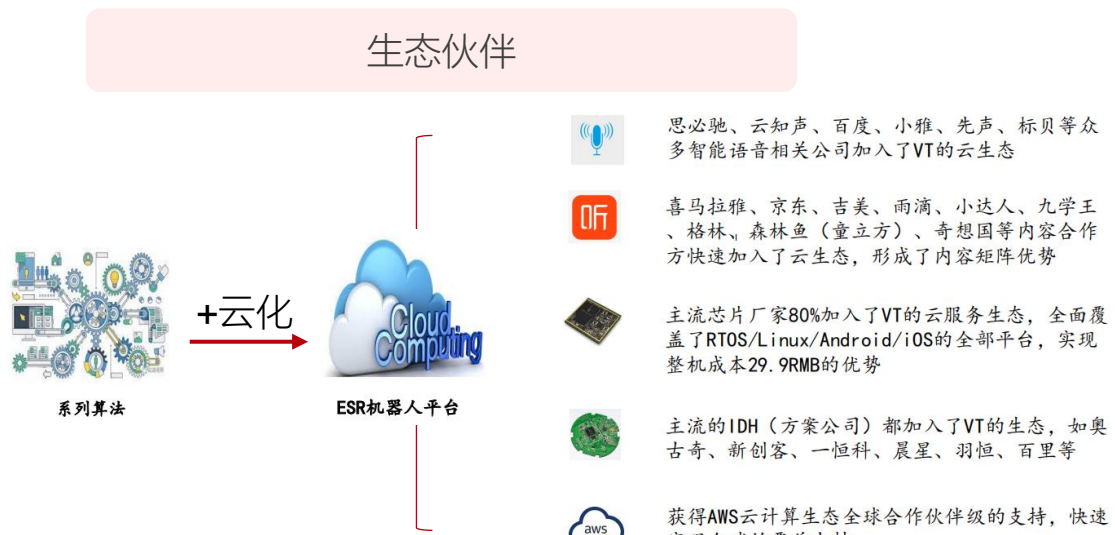 生态伙伴
思必驰、云知声、百度、小雅、先声、标贝等众
多智能语音相关公司加入了VT的云生态
听
喜马拉雅、京东、吉美、雨滴、小达人、九学王
、格林、森林鱼（童立方）、奇想国等内容合作
方快速加入了云生态，形成了内容矩阵优势
+云化
Cloud
Computing
系列算法
ESR机器人平台
主流芯片厂家80%加入了VT的云服务生态，全面覆
盖了RTOS/Linux/Android/iOS的全部平台，实现
整机成本29.9RMB的优势
主流的IDH（方案公司）都加入了VT的生态，如奥
古奇、新创客、一恒科、晨星、羽恒、百里等
aws
获得AWS云计算生态全球合作伙伴级的支持，快速